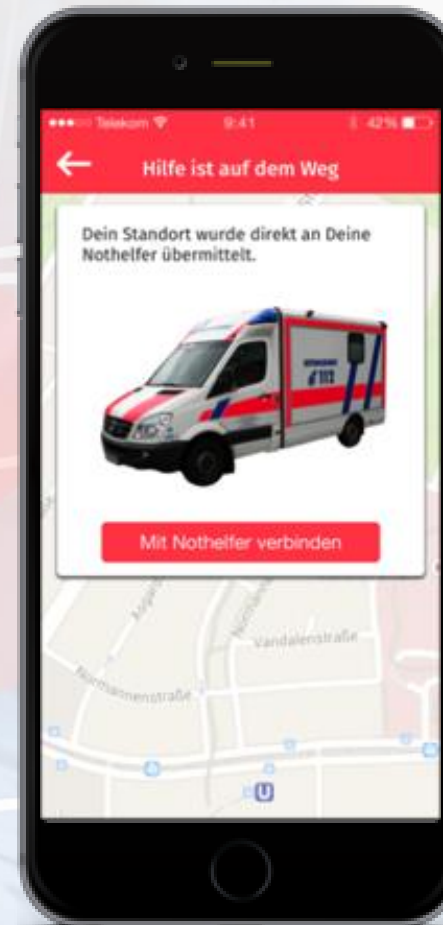 Telekom 9:41 42%
Hilfe ist auf dem Weg
Dein Standort wurde direkt an Deine
Nothelfer übermittelt.
112
Mit Nothelfer verbinden
Vandalenstraße
Normannenstraße
U